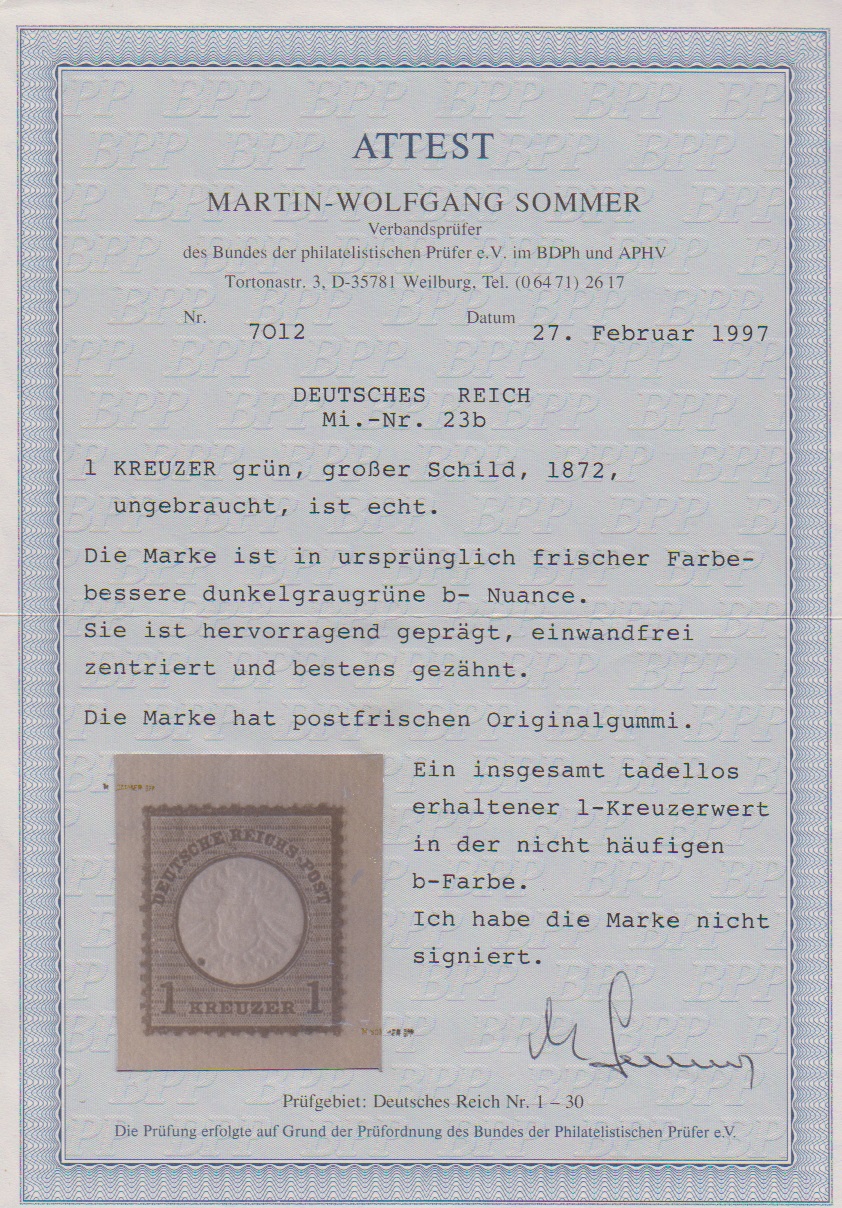 ATTEST
MARTIN-WOLFGANG SOMMER
Verbandsprüfer
des Bundes der philatelistischen Prüfer e.V. im BDPh und APHV
Tortonastr. 3, D-35781 Weilburg, Tel. (0 64 71) 26 17
Nr. 7012 Datum 27. Februar 1997
DEUTSCHES REICH
Mi.-Nr. 23b
1 KREUZER grün, großer Schild, 1872,
ungebraucht, ist echt.
Die Marke ist in ursprünglich frischer Farbe-
bessere dunkelgraugrüne b- Nuance.
Sie ist hervorragend geprägt, einwandfrei
zentriert und bestens gezähnt.
Die Marke hat postfrischen Originalgummi.
Ein insgesamt tadellos
erhaltener 1-Kreuzerwert
in der nicht häufigen
b-Farbe.
Ich habe die Marke nicht
signiert.
DEUTSCHE REICHS-POST
1 KREUZER 1
Prüfgebiet: Deutsches Reich Nr. 1 – 30
Die Prüfung erfolgte auf Grund der Prüfordnung des Bundes der Philatelistischen Prüfer e.V.